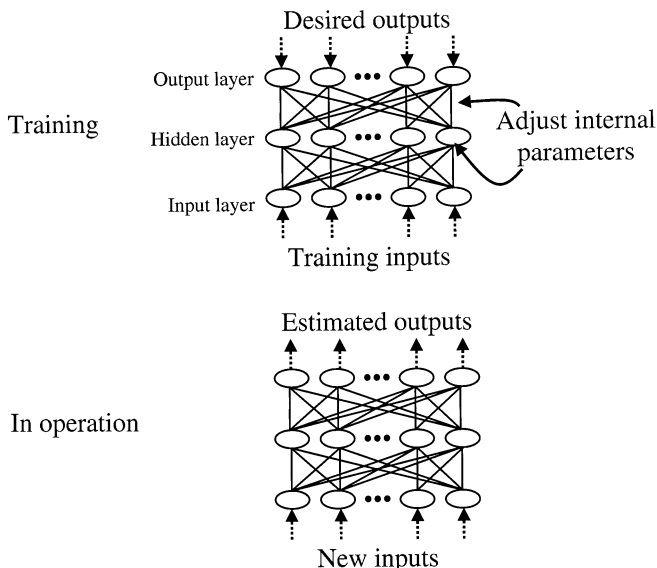 Desired outputs
Output layer
Training
Hidden layer
Adjust internal
parameters
Input layer
Training inputs
Estimated outputs
In operation
New inputs